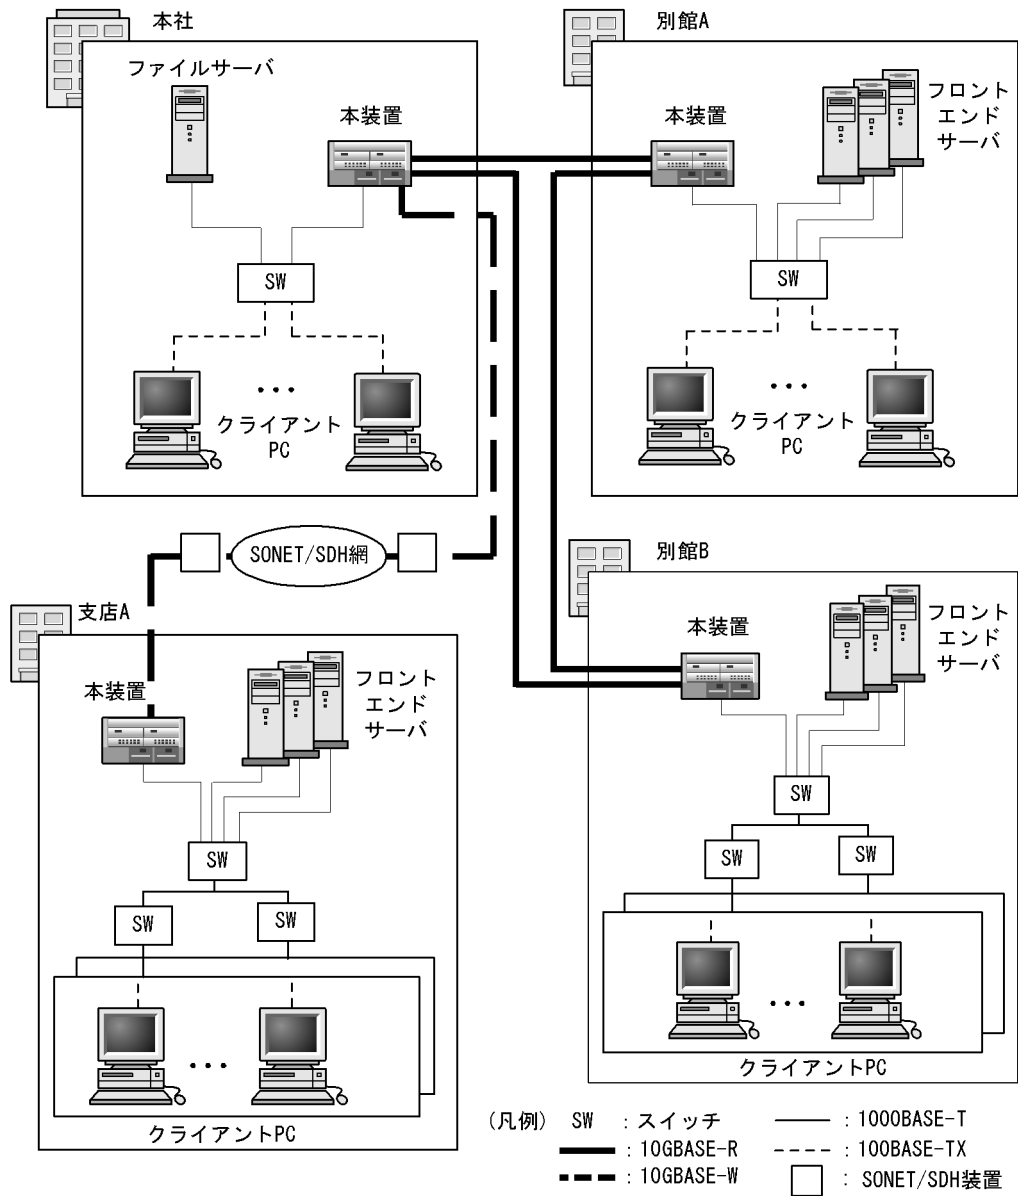 本社
ファイルサーバ
本装置
SW
・・・
クライアント
PC
別館A
本装置
フロント
エンド
サーバ
SW
・・・
クライアント
PC
SONET/SDH網
支店A
本装置
フロント
エンド
サーバ
SW
SW
SW
・・・
クライアントPC
別館B
本装置
フロント
エンド
サーバ
SW
SW
SW
・・・
クライアントPC
(凡例) SW :スイッチ
:10GBASE-R
:10GBASE-W
:1000BASE-T
:100BASE-TX
:SONET/SDH装置